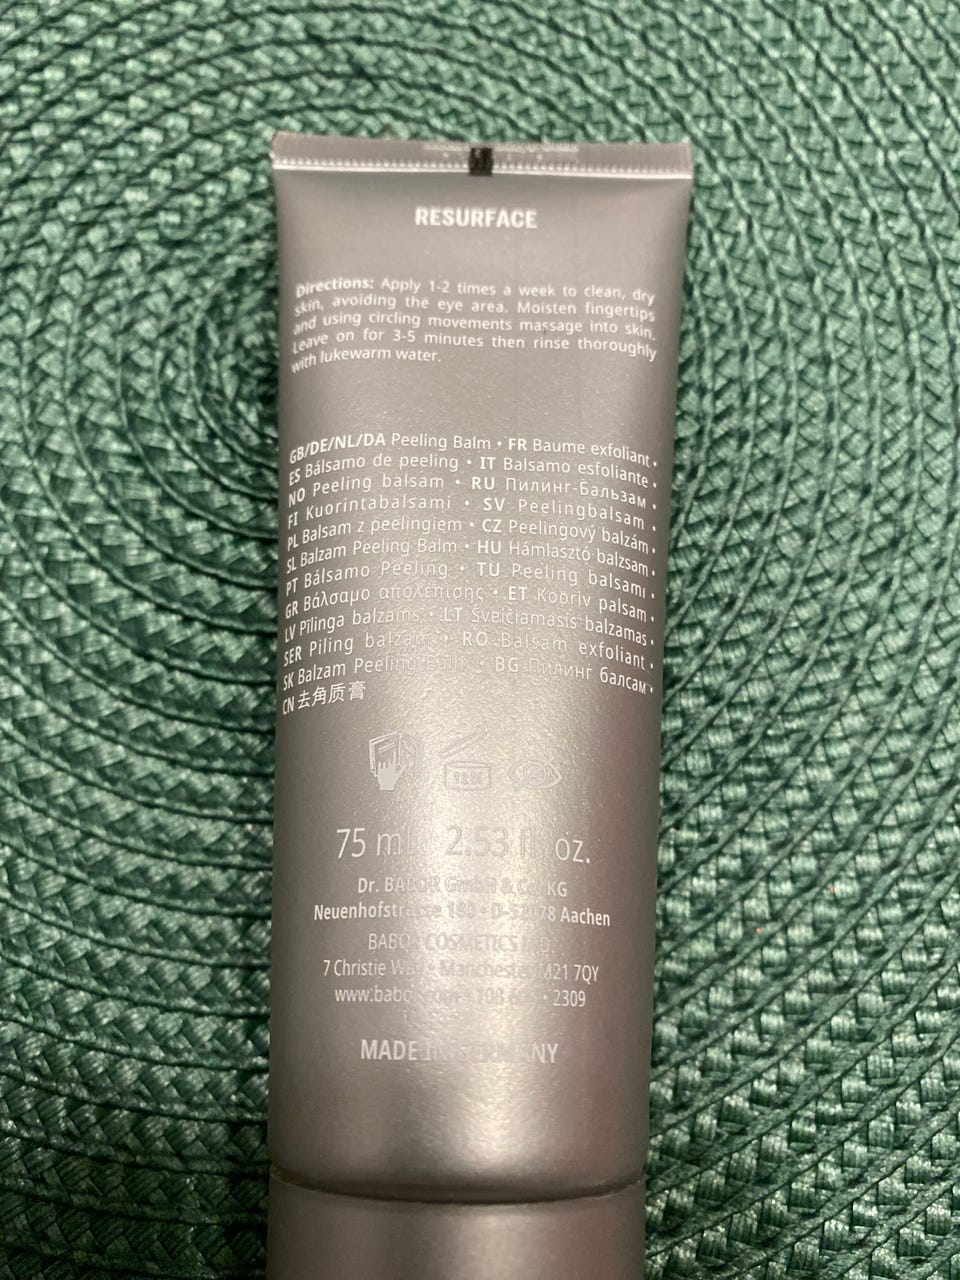 RESURFACE
Directions: Apply 1-2 times a week to clean, dry
skin, avoiding the eye area. Moisten fingertips
and using circling movements massage into skin.
Leave on for 3-5 minutes then rinse thoroughly
with lukewarm water.
GB/DE/NL/DA Peeling Balm • FR Baume exfoliant •
ES Bálsamo de peeling • IT Balsamo esfoliante •
NO Peeling balsam • RU Пилинг-Бальзам •
FI Kuorintabalsami • SV Peelingbalsam •
PL Balsam z peelingiem • CZ Peelingový balzám •
SL Balzam Peeling Balm • HU Hámlasztó balzsam •
PT Bálsamo Peeling • TU Peeling balsamı •
GR Βάλσαμο απολέπισης • ET Kooriv palsam •
LV Pīlinga balzams • LT Šveičiamasis balzamas •
SER Piling balzam • RO Balsam exfoliant •
SK Balzam Peeling Balm • BG Пилинг балсам •
CN 去角质膏
12M
75 ml 2.53 fl oz.
Dr. BABOR GmbH & Co. KG
Neuenhofstrasse 180 • D-52078 Aachen
BABOR COSMETICS LTD
7 Christie Way • Manchester M21 7QY
www.babor.com • 2309
MADE IN GERMANY